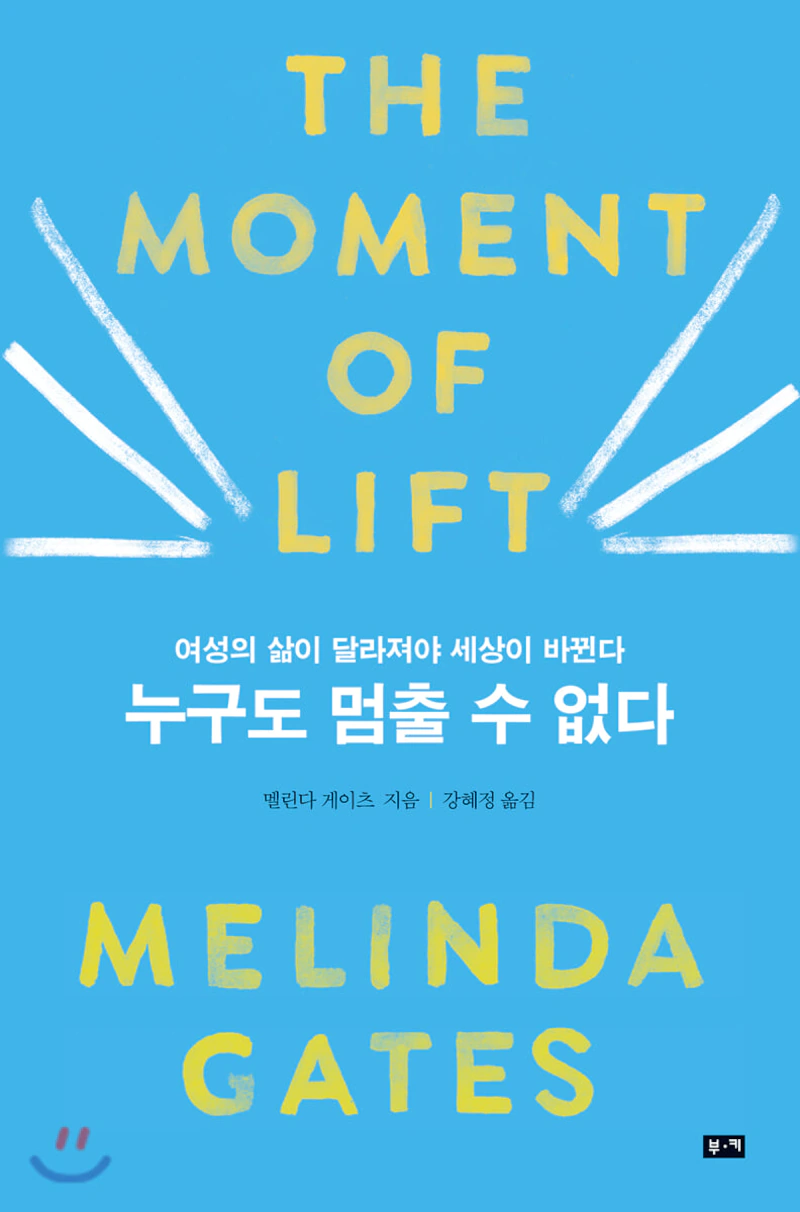 THE
MOMENT
OF
LIFT
여성의 삶이 달라져야 세상이 바뀐다
누구도 멈출 수 없다
멜린다 게이츠 지음 | 강혜정 옮김
MELINDA
GATES
부·키